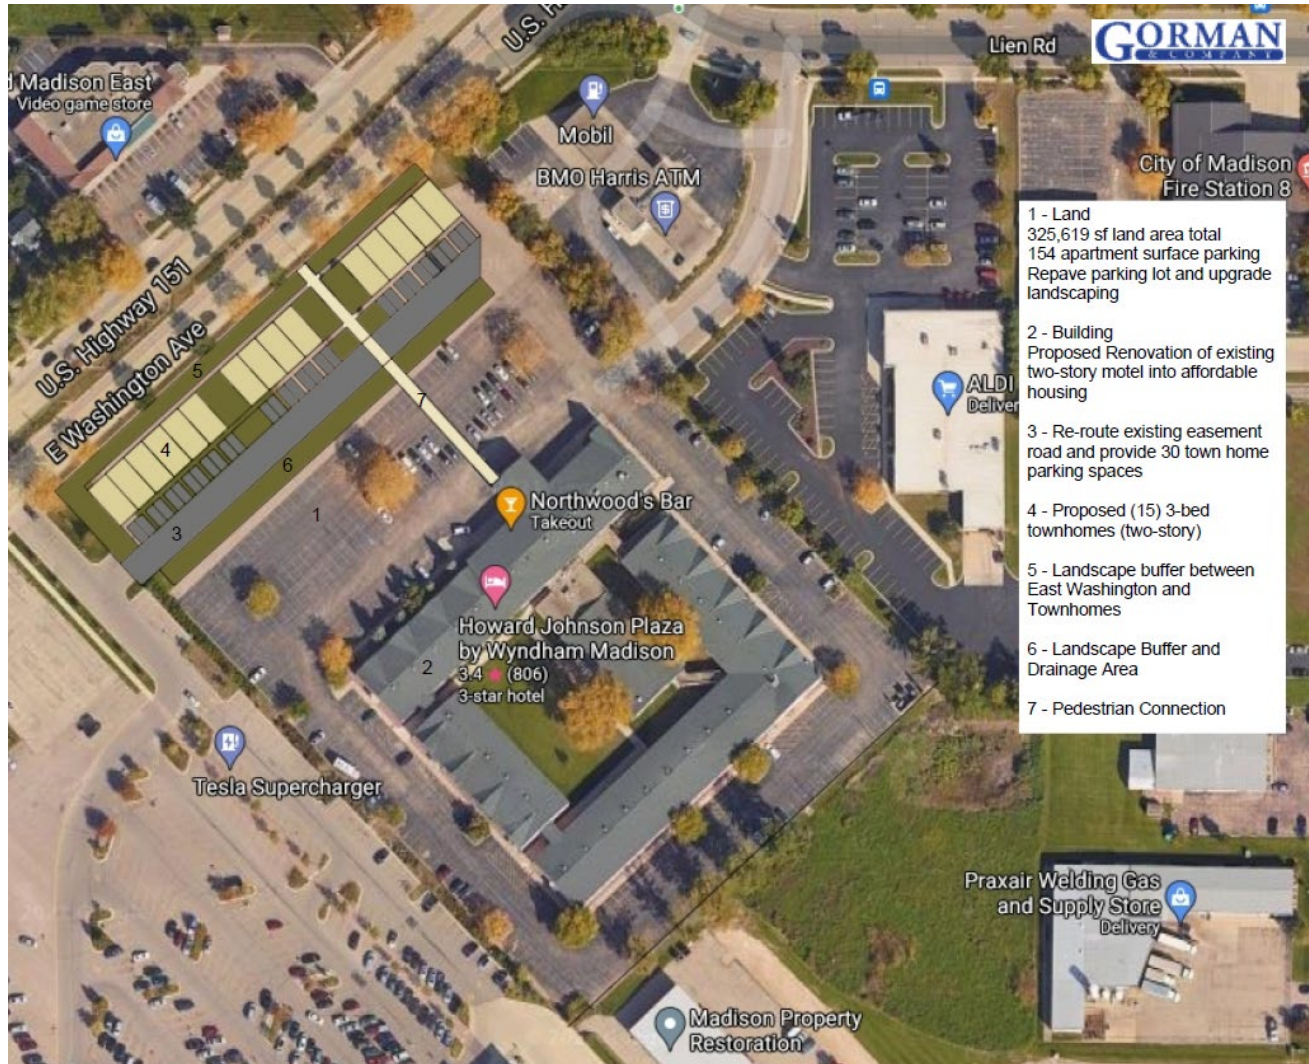 U.S. H
Lien Rd
GORMAN
& COMPANY
d Madison East
Video game store
Mobil
BMO Harris ATM
City of Madison
Fire Station 8
U.S. Highway 151
E Washington Ave
ALDI
Deliver
5
4
7
6
3
1
Northwood's Bar
Takeout
Howard Johnson Plaza
by Wyndham Madison
3.4 ★ (806)
3-star hotel
2
Tesla Supercharger
Praxair Welding Gas
and Supply Store
Delivery
Madison Property
Restoration
1 - Land
325,619 sf land area total
154 apartment surface parking
Repave parking lot and upgrade
landscaping
2 - Building
Proposed Renovation of existing
two-story motel into affordable
housing
3 - Re-route existing easement
road and provide 30 town home
parking spaces
4 - Proposed (15) 3-bed
townhomes (two-story)
5 - Landscape buffer between
East Washington and
Townhomes
6 - Landscape Buffer and
Drainage Area
7 - Pedestrian Connection